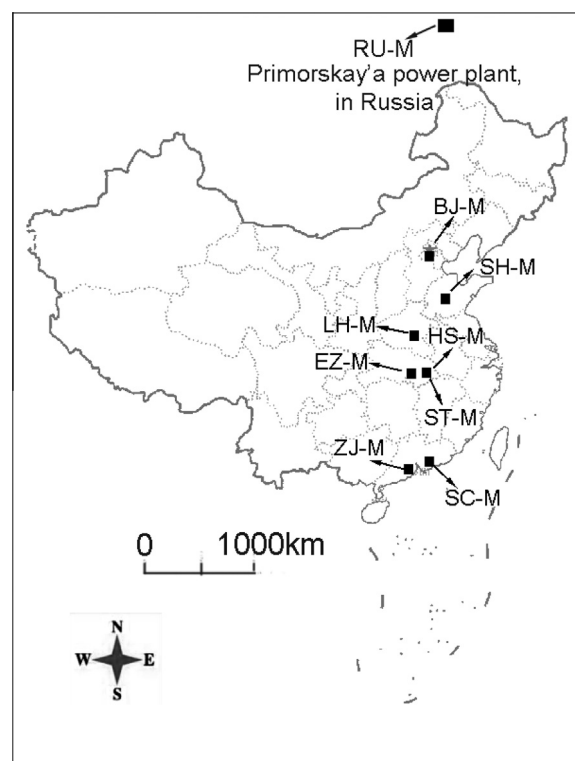 RU-M
Primorskay'a power plant,
in Russia
BJ-M
SH-M
LH-M
HS-M
EZ-M
ST-M
ZJ-M
SC-M
0 1000km
N
W E
S